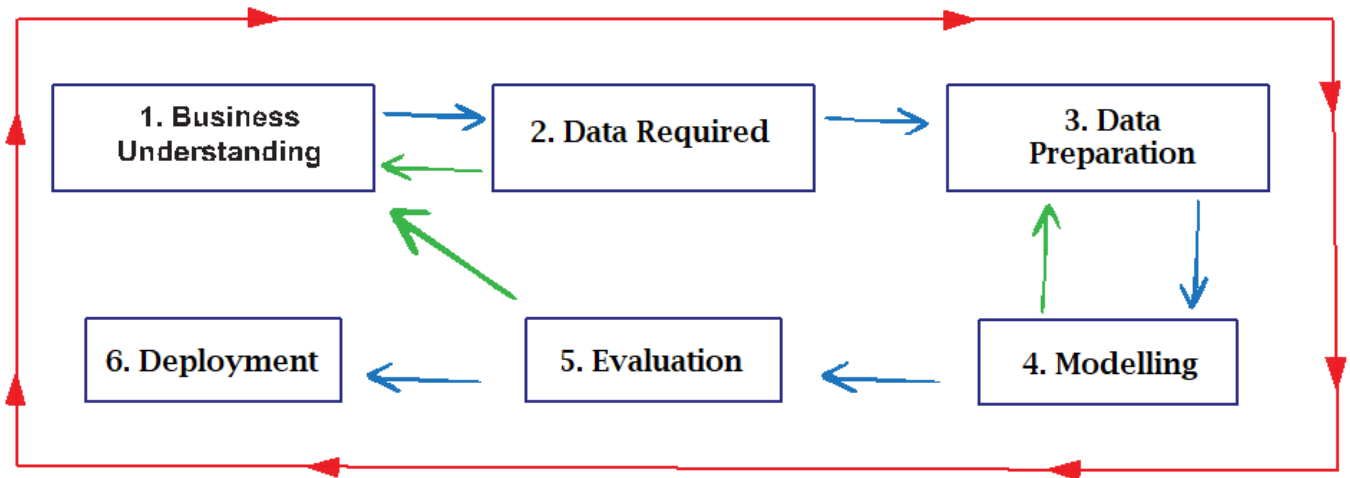 1. Business
Understanding
2. Data Required
3. Data
Preparation
6. Deployment
5. Evaluation
4. Modelling